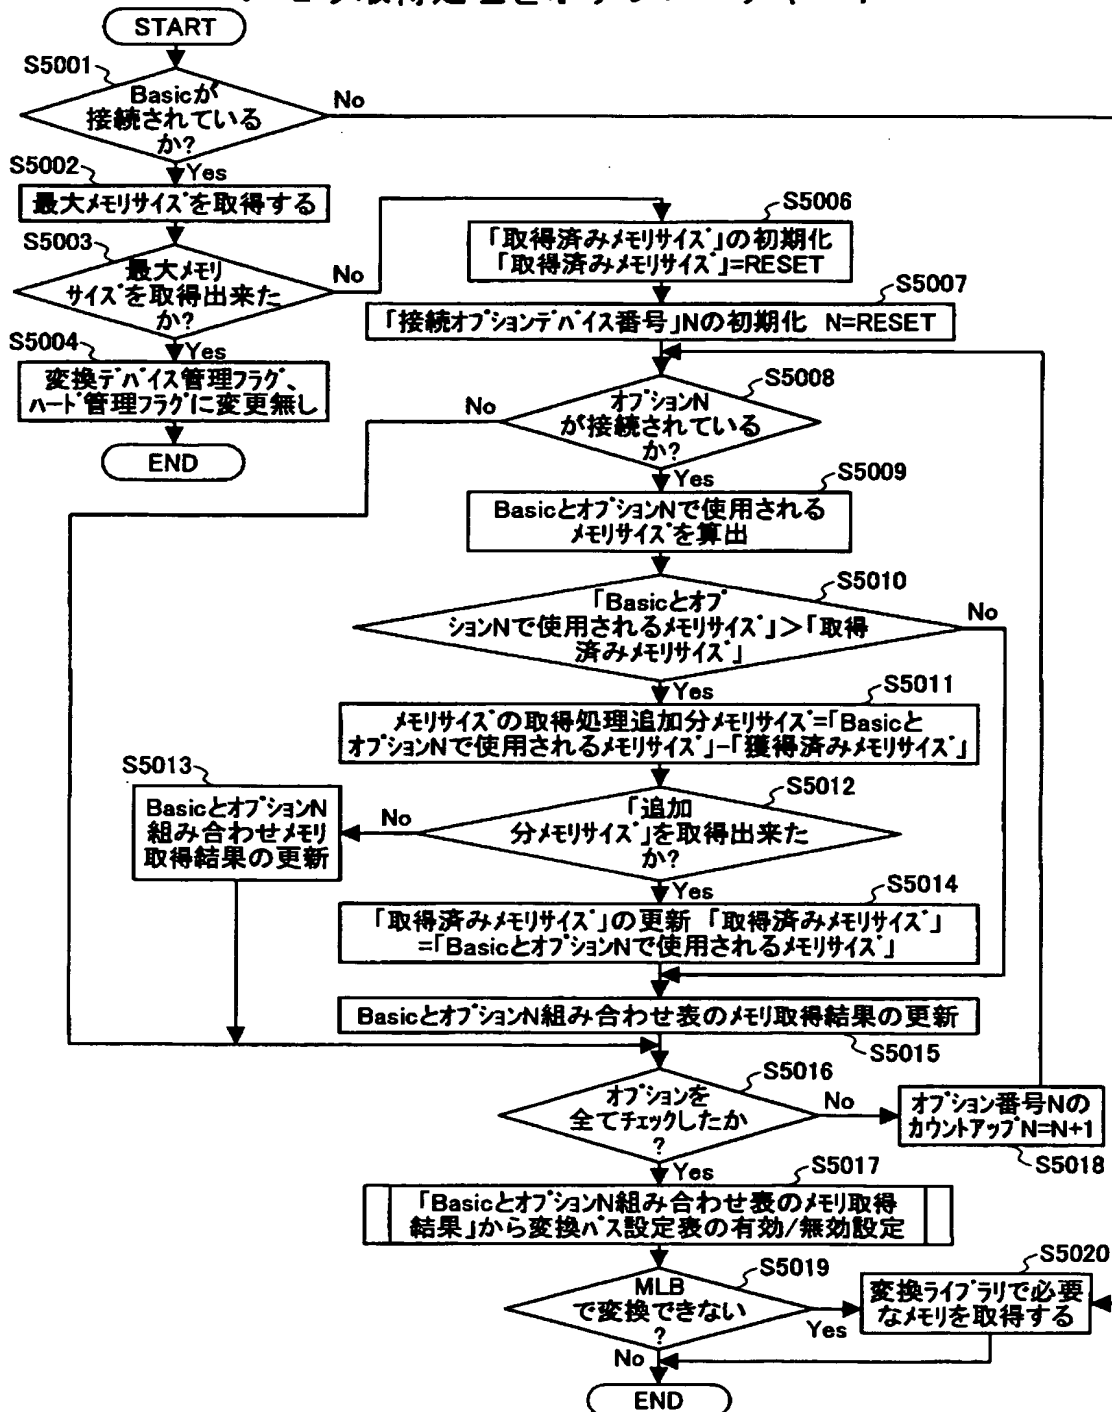 START
S5001
Basicが
接続されている
か?
No
Yes
S5002
最大メモリサイズを取得する
S5003
最大メモリ
サイズを取得出来た
か?
No
Yes
S5004
変換デバイス管理フラグ、
ハード管理フラグに変更無し
END
S5006
「取得済みメモリサイズ」の初期化
「取得済みメモリサイズ」=RESET
S5007
「接続オプションデバイス番号」Nの初期化 N=RESET
S5008
オプションN
が接続されている
か?
No
Yes
S5009
BasicとオプションNで使用される
メモリサイズを算出
S5010
「Basicとオプ
ションNで使用されるメモリサイズ」>「取得
済みメモリサイズ」
No
Yes
S5011
メモリサイズの取得処理追加分メモリサイズ=「Basicと
オプションNで使用されるメモリサイズ」-「獲得済みメモリサイズ」
S5012
「追加
分メモリサイズ」を取得出来た
か?
No
Yes
S5013
BasicとオプションN
組み合わせメモリ
取得結果の更新
S5014
「取得済みメモリサイズ」の更新 「取得済みメモリサイズ」
=「BasicとオプションNで使用されるメモリサイズ」
BasicとオプションN組み合わせ表のメモリ取得結果の更新
S5015
S5016
オプションを
全てチェックしたか
?
No
Yes
オプション番号Nの
カウントアップN=N+1
S5018
S5017
「BasicとオプションN組み合わせ表のメモリ取得
結果」から変換パス設定表の有効/無効設定
S5019
MLB
で変換できない
?
Yes
No
S5020
変換ライブラリで必要
なメモリを取得する
END